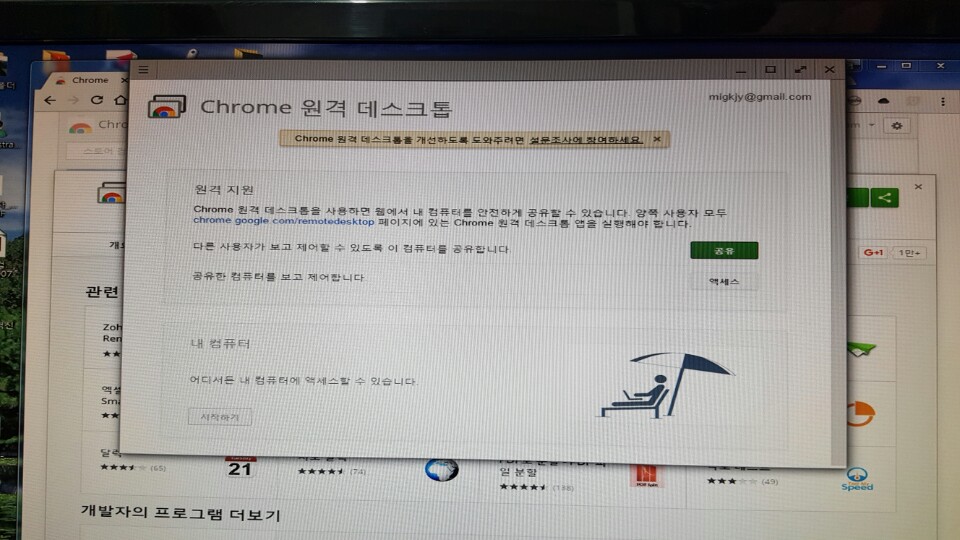 Chrome
Chrome 원격 데스크톱
migkjy@gmail.com
Chrome 원격 데스크톱을 개선하도록 도와주려면 설문조사에 참여하세요.
원격 지원
Chrome 원격 데스크톱을 사용하면 웹에서 내 컴퓨터를 안전하게 공유할 수 있습니다. 양쪽 사용자 모두
chrome.google.com/remotedesktop 페이지에 있는 Chrome 원격 데스크톱 앱을 실행해야 합니다.
다른 사용자가 보고 제어할 수 있도록 이 컴퓨터를 공유합니다.
공유
공유한 컴퓨터를 보고 제어합니다.
액세스
내 컴퓨터
어디서든 내 컴퓨터에 액세스할 수 있습니다.
시작하기
G+1 1만+
관련
Zoh
(65)
21
(74)
일 분할
(138)
(49)
Speed
개발자의 프로그램 더보기